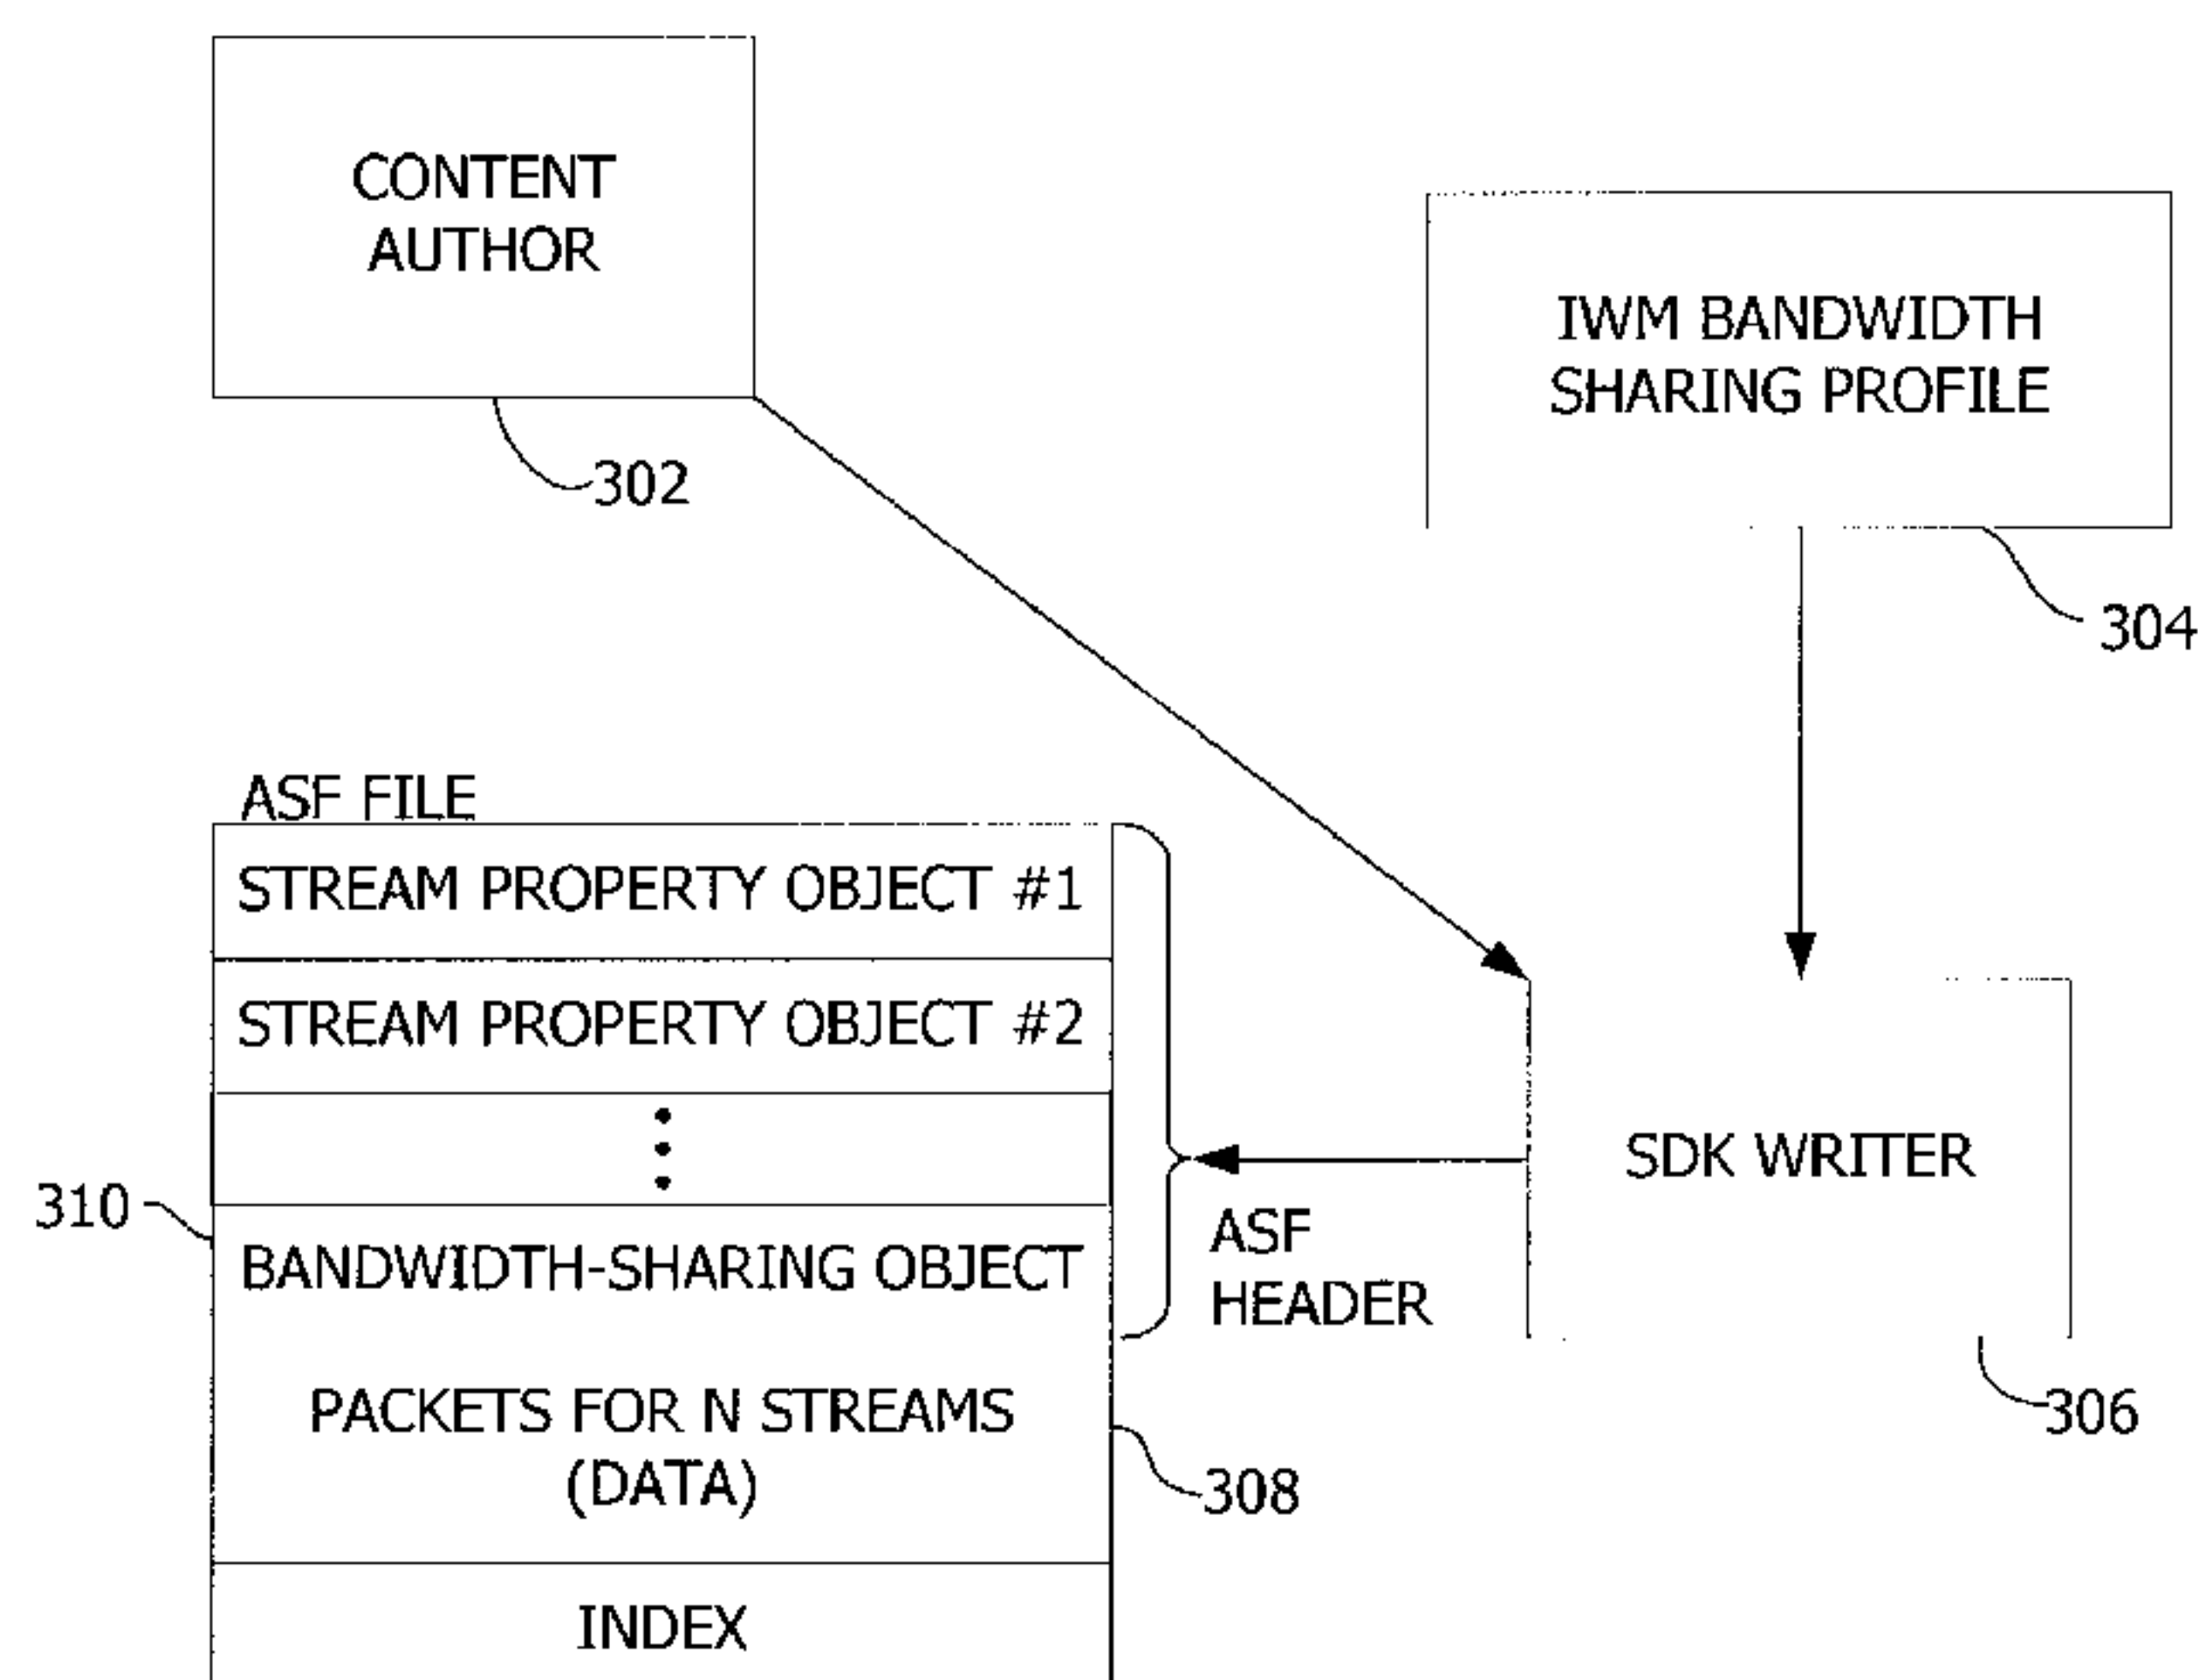 CONTENT
AUTHOR
302
IWM BANDWIDTH
SHARING PROFILE
304
ASF FILE
STREAM PROPERTY OBJECT #1
STREAM PROPERTY OBJECT #2
310
BANDWIDTH-SHARING OBJECT
ASF
HEADER
SDK WRITER
306
PACKETS FOR N STREAMS
(DATA)
308
INDEX